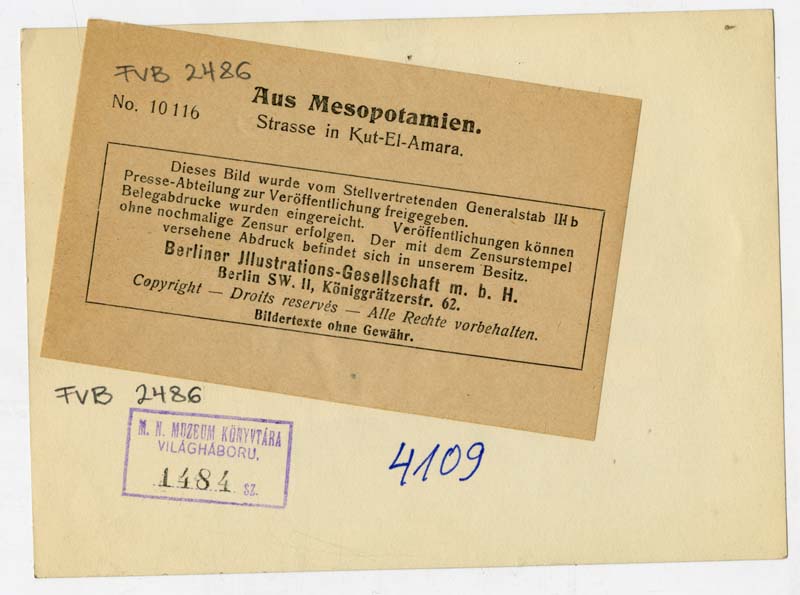 FVB 2486
Aus Mesopotamien.
No. 10116
Strasse in Kut-El-Amara.
Dieses Bild wurde vom Stellvertretenden Generalstab III b
Presse-Abteilung zur Veröffentlichung freigegeben.
Belegabdrucke wurden eingereicht. Veröffentlichungen können
ohne nochmalige Zensur erfolgen. Der mit dem Zensurstempel
versehene Abdruck befindet sich in unserem Besitz.
Berliner Jllustrations-Gesellschaft m. b. H.
Berlin SW. 11, Königgrätzerstr. 62.
Copyright — Droits reservés — Alle Rechte vorbehalten.
Bildertexte ohne Gewähr.
FVB 2486
M. N. MUZEUM KÖNYVTÁRA
VILÁGHÁBORU.
1484 SZ.
4109